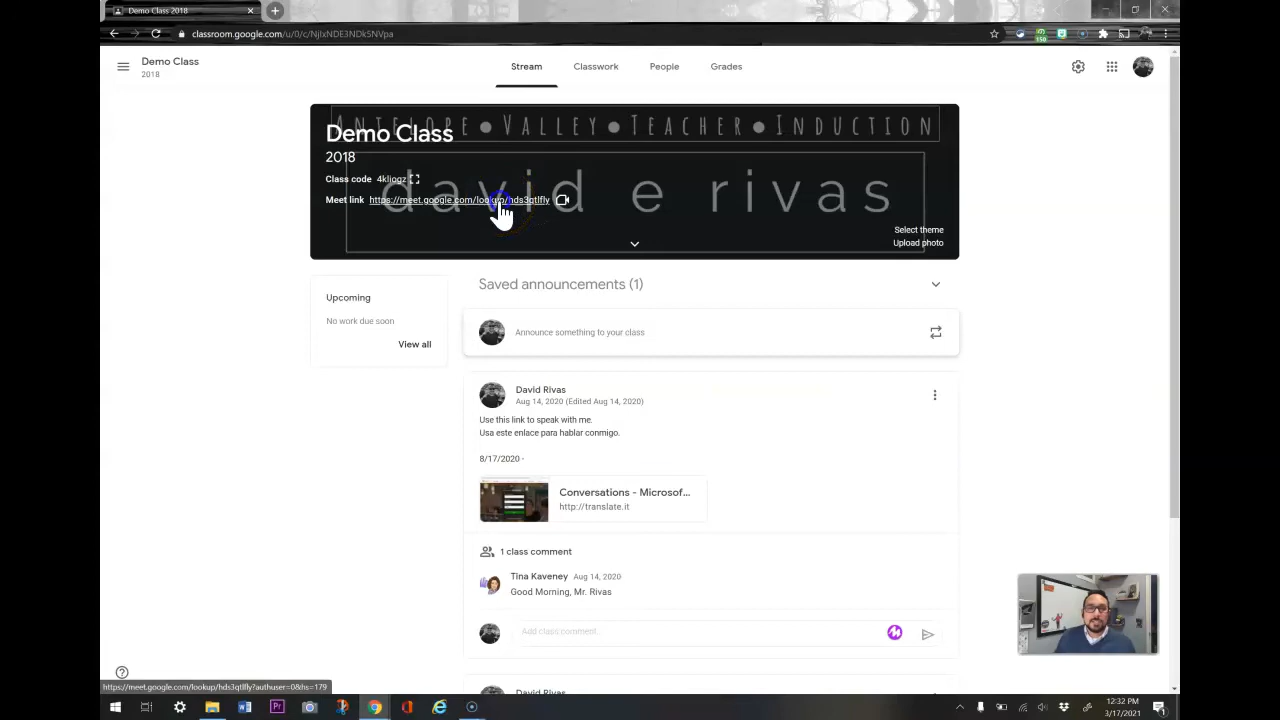 Demo Class 2018
classroom.google.com/u/0/c/NjIxNDE3NDk5NVpa
150
Demo Class
2018
Stream
Classwork
People
Grades
ANTELOPE VALLEY TEACHER INDUCTION
david e rivas
Demo Class
2018
Class code 4kljogz
Meet link https://meet.google.com/lookup/hds3qtlfly
Select theme
Upload photo
Upcoming
No work due soon
View all
Saved announcements (1)
Announce something to your class
David Rivas
Aug 14, 2020 (Edited Aug 14, 2020)
Use this link to speak with me.
Usa este enlace para hablar conmigo.
8/17/2020 -
Conversations - Microsof...
http://translate.it
1 class comment
Tina Kaveney Aug 14, 2020
Good Morning, Mr. Rivas
Add class comment...
David Rivas
https://meet.google.com/lookup/hds3qtlfly?authuser=0&hs=179
12:32 PM
3/17/2021